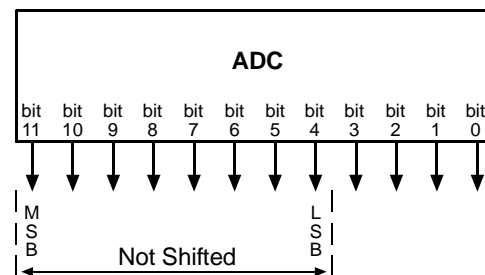 ADC
bit bit bit bit bit bit bit bit bit bit bit bit
11 10 9 8 7 6 5 4 3 2 1 0
MSB LSB
Not Shifted